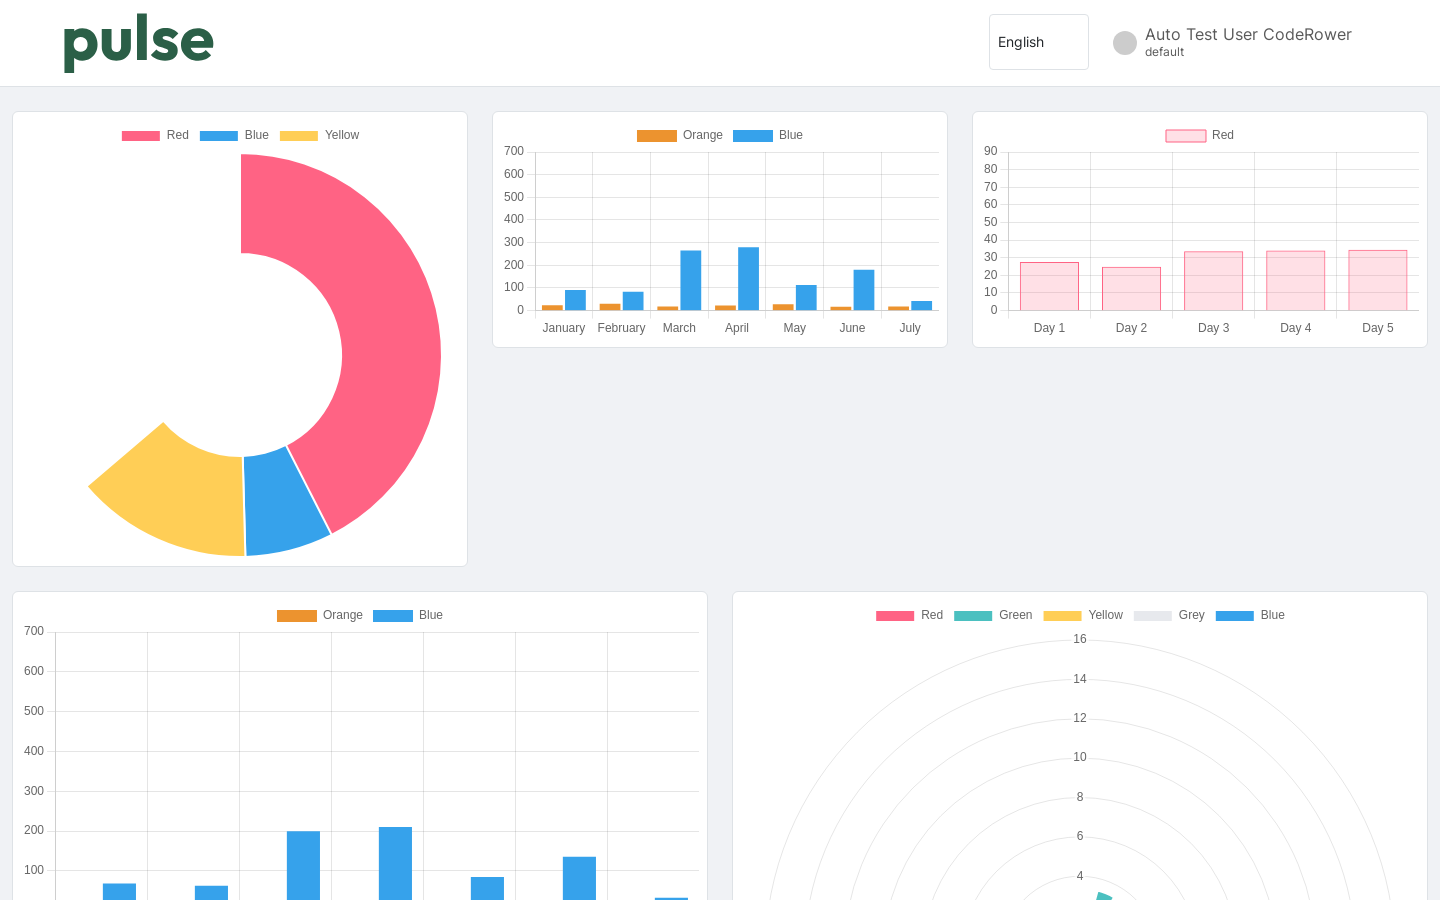 pulse
English
Auto Test User CodeRower
default
Red Blue Yellow
Orange Blue
700
600
500
400
300
200
100
0
January February March April May June July
Red
90
80
70
60
50
40
30
20
10
0
Day 1 Day 2 Day 3 Day 4 Day 5
Orange Blue
700
600
500
400
300
200
100
Red Green Yellow Grey Blue
16
14
12
10
8
6
4